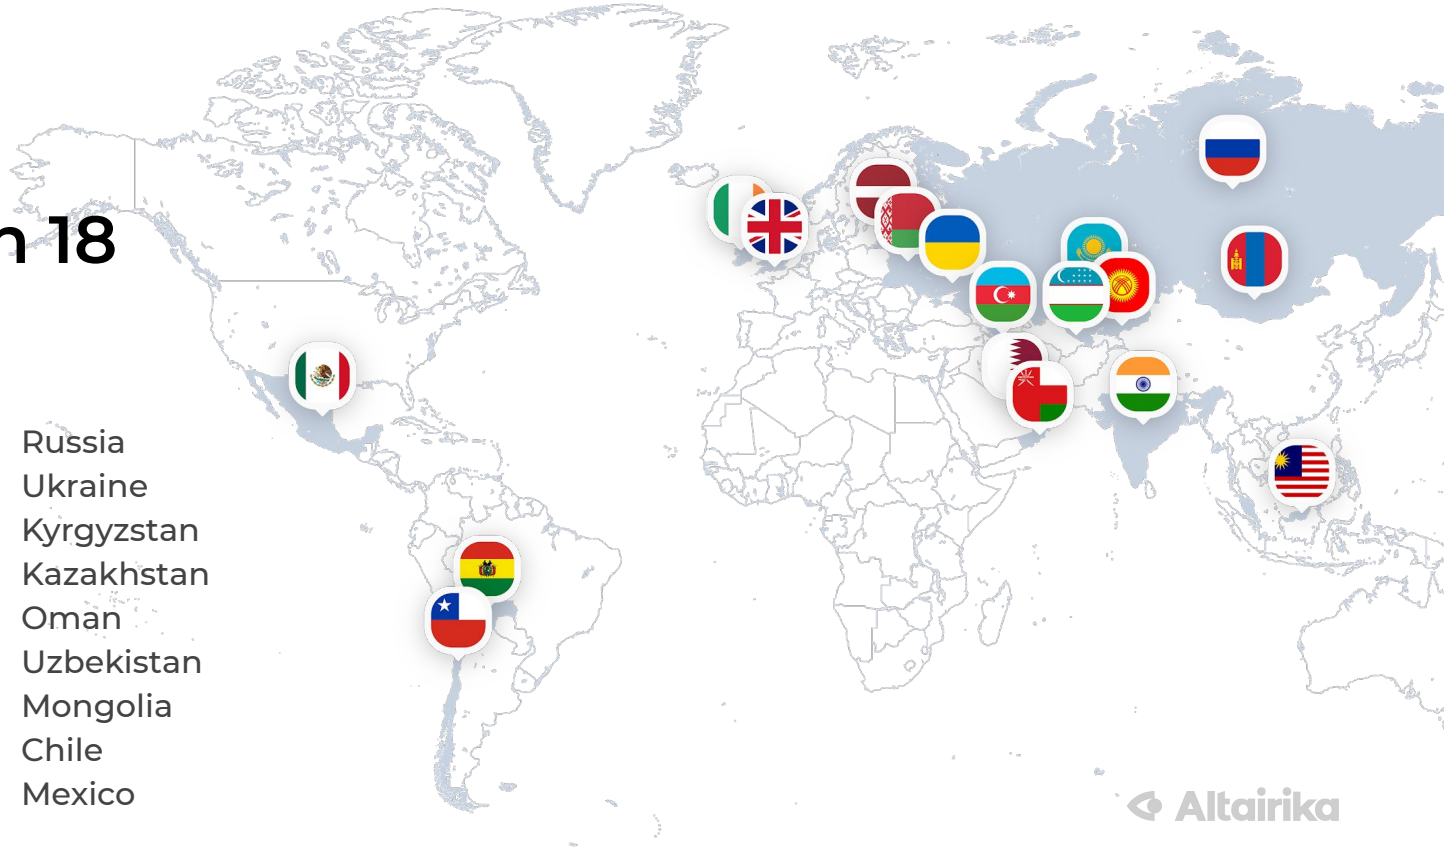 n 18
Russia
Ukraine
Kyrgyzstan
Kazakhstan
Oman
Uzbekistan
Mongolia
Chile
Mexico
Altairika